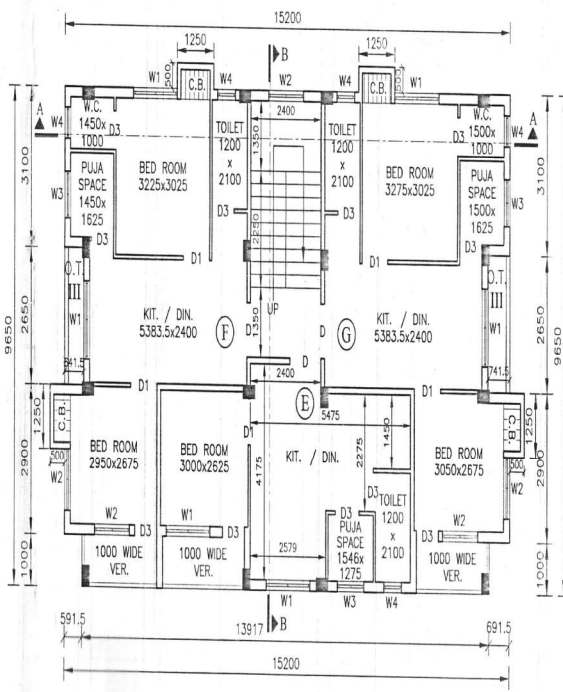 15200
1250
B
1250
500
C.B.
W1
W4
W2
W4
C.B.
500
W1
A
W4
W.C.
1450x
1000
D3
2400
1350
TOILET
1200
x
2100
TOILET
1200
x
2100
D3
W.C.
1500x
1000
W4
A
3100
PUJA
SPACE
1450x
1625
BED ROOM
3225x3025
BED ROOM
3275x3025
PUJA
SPACE
1500x
1625
3100
W3
D3
D3
D3
D3
W3
2250
D1
D1
9650
2650
O.T.
III
W1
KIT. / DIN.
5383.5x2400
F
1350
UP
D
D
G
KIT. / DIN.
5383.5x2400
O.T.
III
W1
2650
9650
641.5
D
741.5
D1
2400
D1
E
5475
1250
C.B.
500
W2
2900
BED ROOM
2950x2675
BED ROOM
3000x2625
D1
4175
KIT. / DIN.
2275
1450
BED ROOM
3050x2675
C.B.
1250
500
W2
2900
W2
D3
W1
D3
D3
D3
TOILET
1200
x
2100
W2
D3
1000
1000 WIDE
VER.
1000 WIDE
VER.
2579
PUJA
SPACE
1546x
1275
1000 WIDE
VER.
1000
W1
W3
W4
591.5
13917
B
691.5
15200